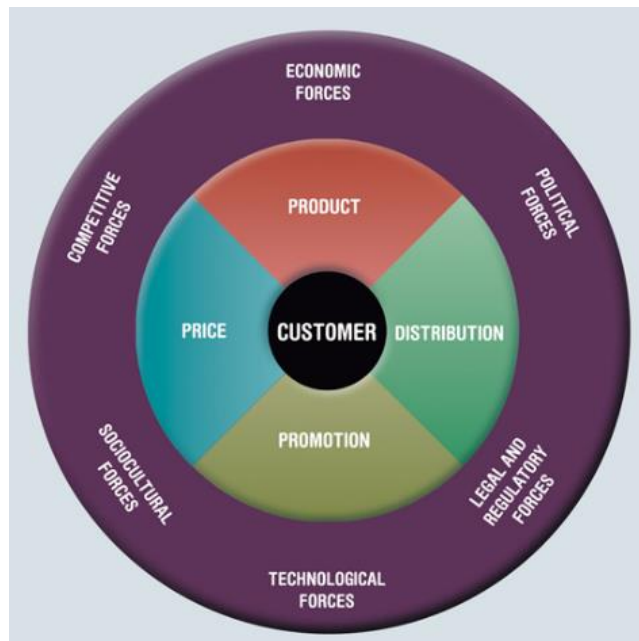 ECONOMIC
FORCES
POLITICAL
FORCES
COMPETITIVE
FORCES
PRODUCT
PRICE
CUSTOMER
DISTRIBUTION
PROMOTION
SOCIOCULTURAL
FORCES
LEGAL AND
REGULATORY
FORCES
TECHNOLOGICAL
FORCES